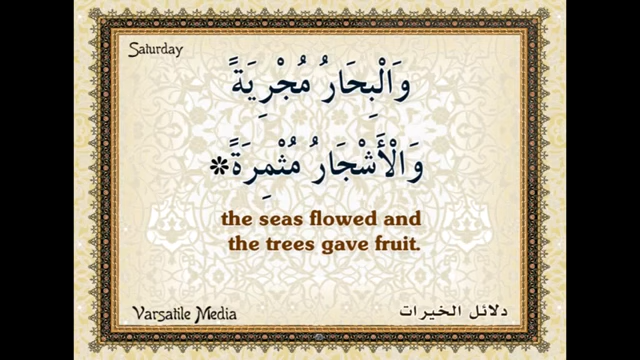 Saturday
وَالْبِحَارُ مُجْرِيَةً
وَالْأَشْجَارُ مُثْمِرَةً*
the seas flowed and
the trees gave fruit.
Varsatile Media
دلائل الخيرات